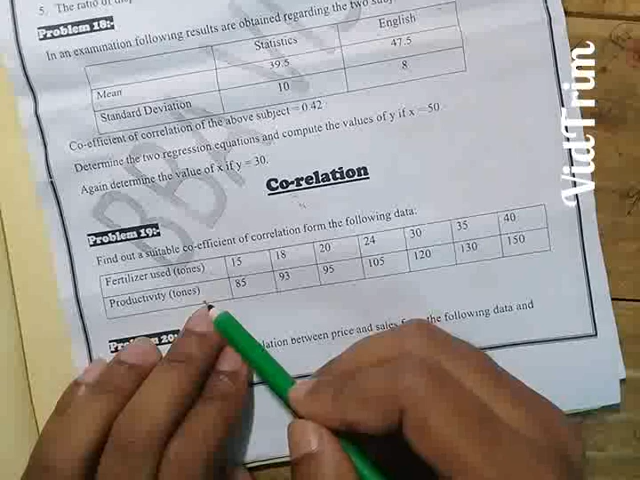 5. The ratio of
Problem 18:-
In an examination following results are obtained regarding the two
Statistics English
Mean 39.5 47.5
Standard Deviation 10 8
Co-efficient of correlation of the above subject = 0.42
Determine the two regression equations and compute the values of y if x = 50
Again determine the value of x if y = 30.
Co-relation
Problem 19:-
Find out a suitable co-efficient of correlation form the following data:
Fertilizer used (tones) 15 18 20 24 30 35 40
Productivity (tones) 85 93 95 105 120 130 150
between price and sales the following data and
VidTrim